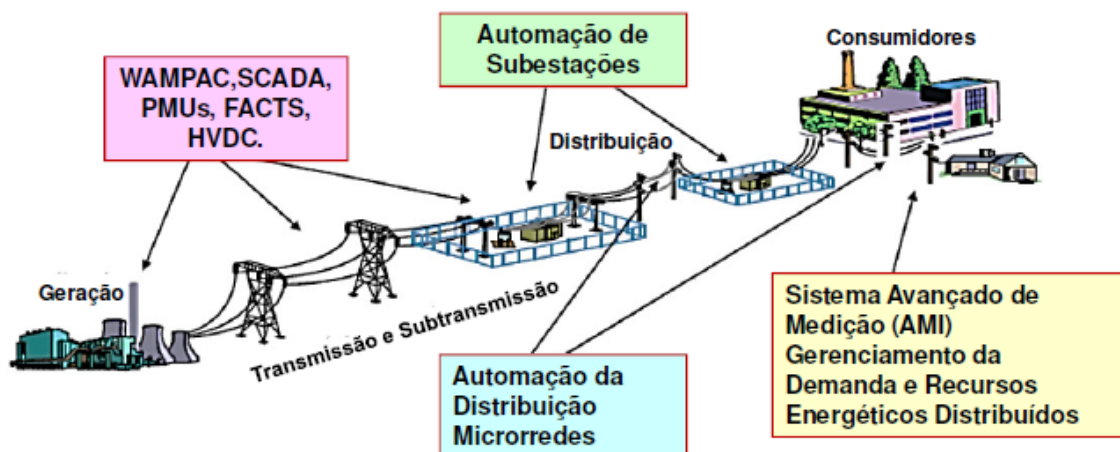 WAMPAC,SCADA,
PMUs, FACTS,
HVDC.
Automação de
Subestações
Consumidores
Distribuição
Geração
Transmissão e Subtransmissão
Automação da
Distribuição
Microrredes
Sistema Avançado de
Medição (AMI)
Gerenciamento da
Demanda e Recursos
Energéticos Distribuídos